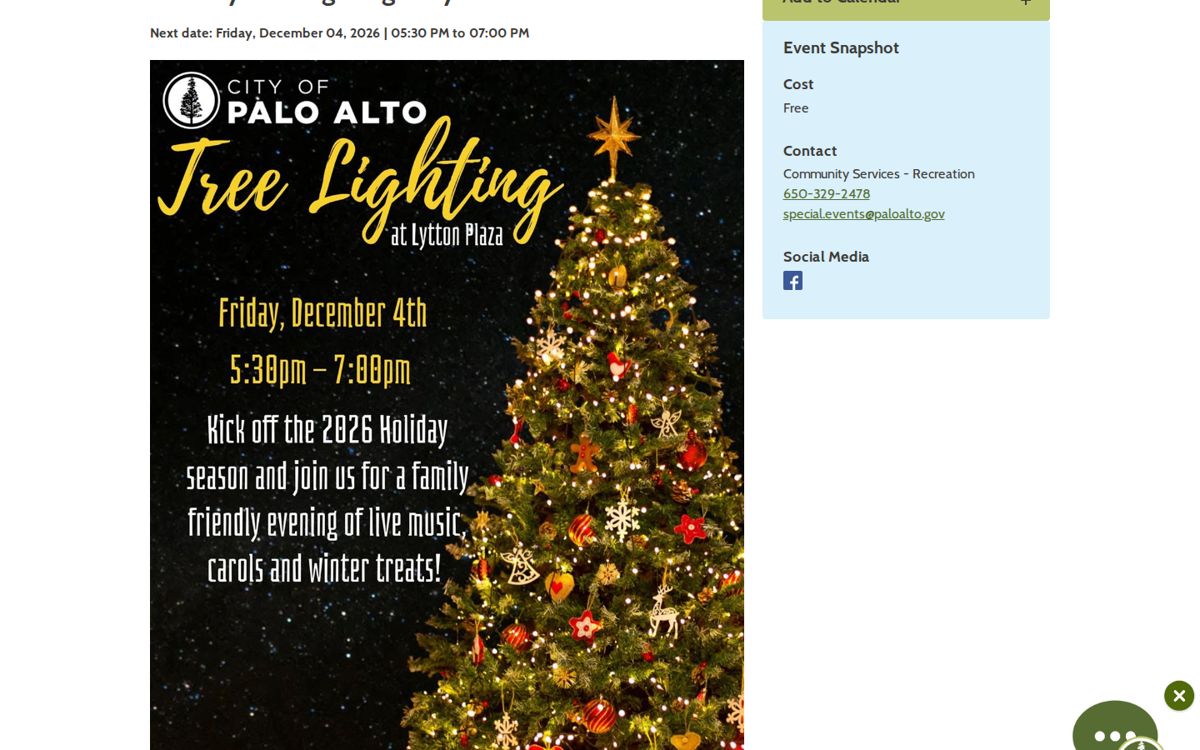 Next date: Friday, December 04, 2026 | 05:30 PM to 07:00 PM
CITY OF
PALO ALTO
Tree Lighting
at Lytton Plaza
Friday, December 4th
5:30pm – 7:00pm
Kick off the 2026 Holiday
season and join us for a family
friendly evening of live music,
carols and winter treats!
Add to Calendar
Event Snapshot
Cost
Free
Contact
Community Services - Recreation
650-329-2478
special.events@paloalto.gov
Social Media